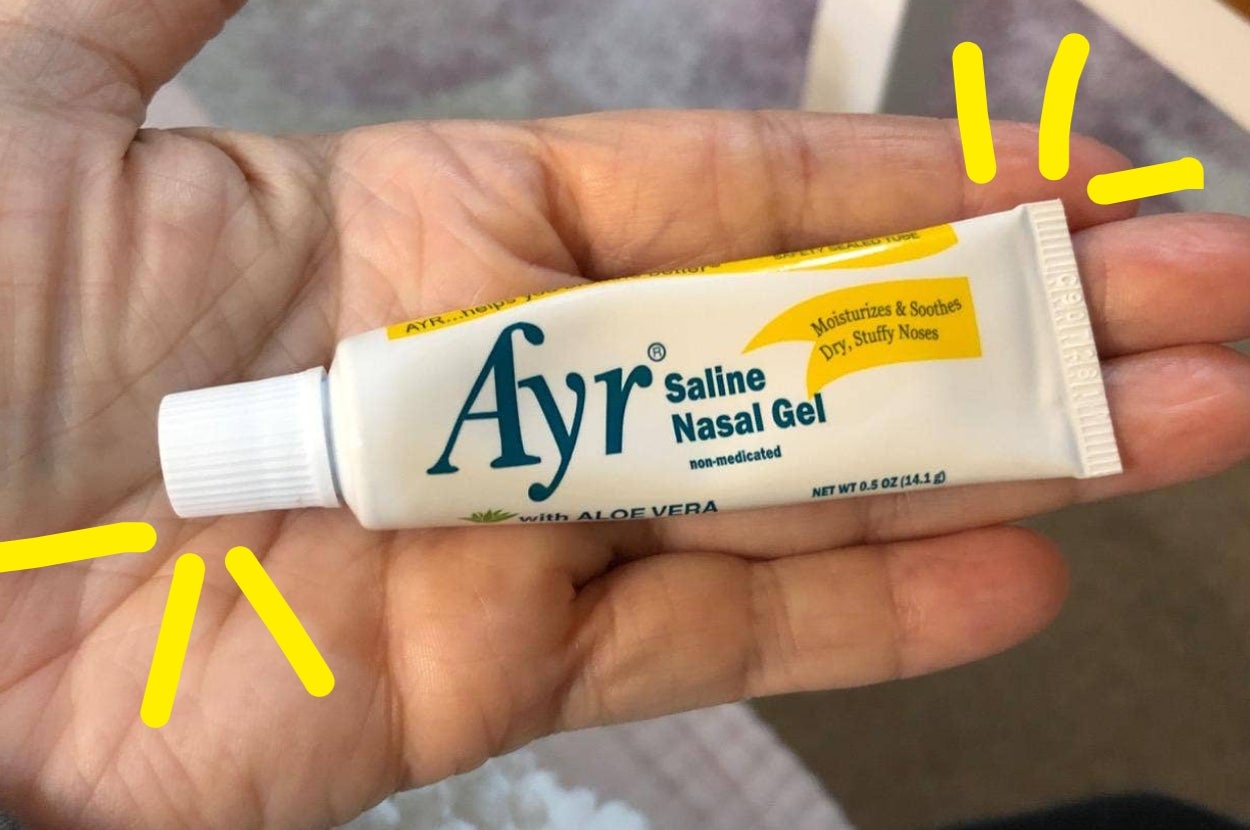 SAFETY SEALED TUBE
AYR...helps you
Moisturizes & Soothes
Dry, Stuffy Noses
Ayr®
Saline
Nasal Gel
non-medicated
NET WT 0.5 OZ (14.1 g)
with ALOE VERA